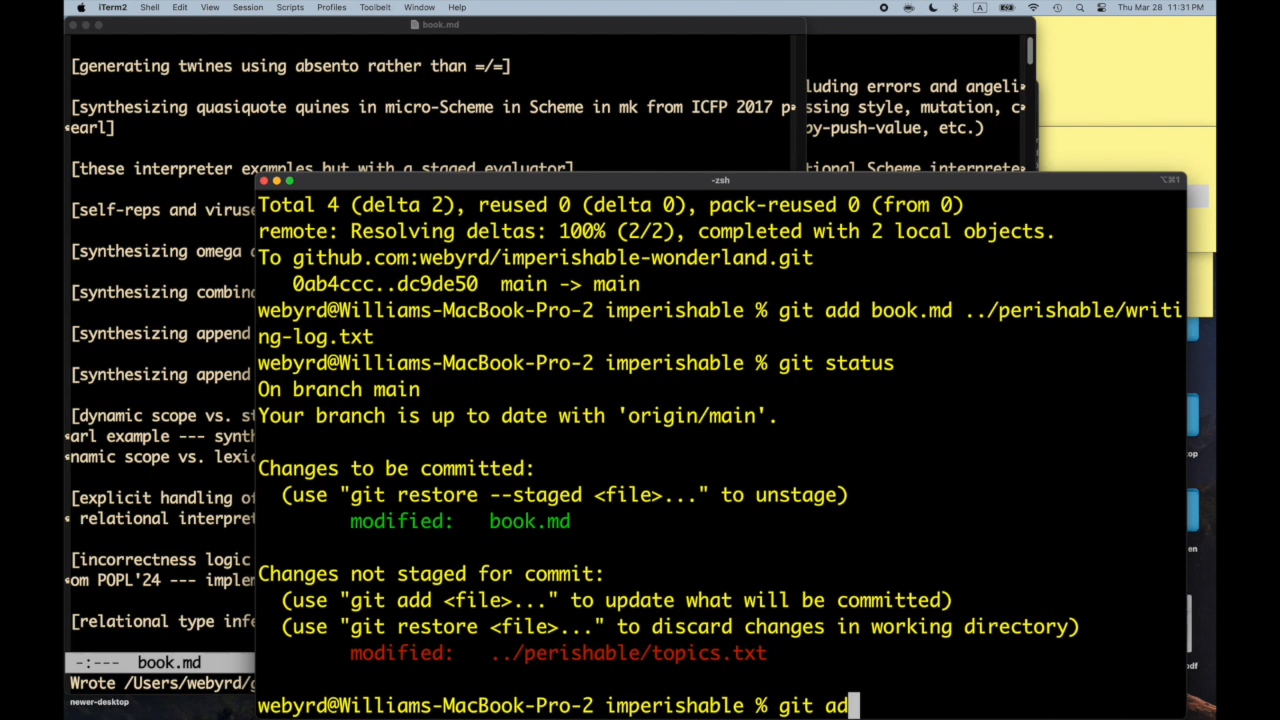 iTerm2 Shell Edit View Session Scripts Profiles Toolbelt Window Help
A
Thu Mar 28 11:31 PM
book.md
[generating twines using absento rather than =/=]
[synthesizing quasiquote quines in micro-Scheme in Scheme in mk from ICFP 2017 p
earl]
[these interpreter examples but with a staged evaluator]
[self-reps and viruse
[synthesizing omega
[synthesizing combin
[synthesizing append
[synthesizing append
[dynamic scope vs. st
arl example --- synth
namic scope vs. lexic
[explicit handling of
relational interpret
[incorrectness logic
om POPL'24 --- implem
[relational type infe
-:--- book.md
Wrote /Users/webyrd/g
newer-desktop
luding errors and angeli
ssing style, mutation, c
by-push-value, etc.)
tional Scheme interprete
-zsh
⌥⌘1
Total 4 (delta 2), reused 0 (delta 0), pack-reused 0 (from 0)
remote: Resolving deltas: 100% (2/2), completed with 2 local objects.
To github.com:webyrd/imperishable-wonderland.git
0ab4ccc..dc9de50 main -> main
webyrd@Williams-MacBook-Pro-2 imperishable % git add book.md ../perishable/writi
ng-log.txt
webyrd@Williams-MacBook-Pro-2 imperishable % git status
On branch main
Your branch is up to date with 'origin/main'.
Changes to be committed:
(use "git restore --staged <file>..." to unstage)
modified: book.md
Changes not staged for commit:
(use "git add <file>..." to update what will be committed)
(use "git restore <file>..." to discard changes in working directory)
modified: ../perishable/topics.txt
webyrd@Williams-MacBook-Pro-2 imperishable % git ad
top
en
pdf